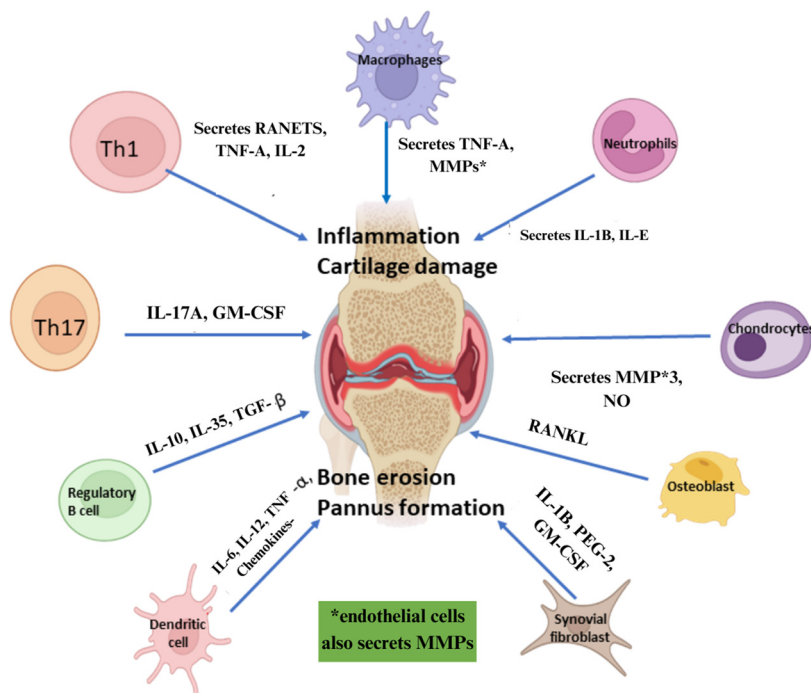 Macrophages
Th1
Secretes RANETS,
TNF-A, IL-2
Secretes TNF-A,
MMPs*
Neutrophils
Secretes IL-1B, IL-E
Inflammation
Cartilage damage
Th17
IL-17A, GM-CSF
Chondrocytes
Secretes MMP*3,
NO
IL-10, IL-35, TGF- β
RANKL
Regulatory
B cell
Osteoblast
Bone erosion
Pannus formation
IL-6, IL-12, TNF -α,
Chemokines-
IL-1B, PEG-2,
GM-CSF
Dendritic
cell
*endothelial cells
also secrets MMPs
Synovial
fibroblast